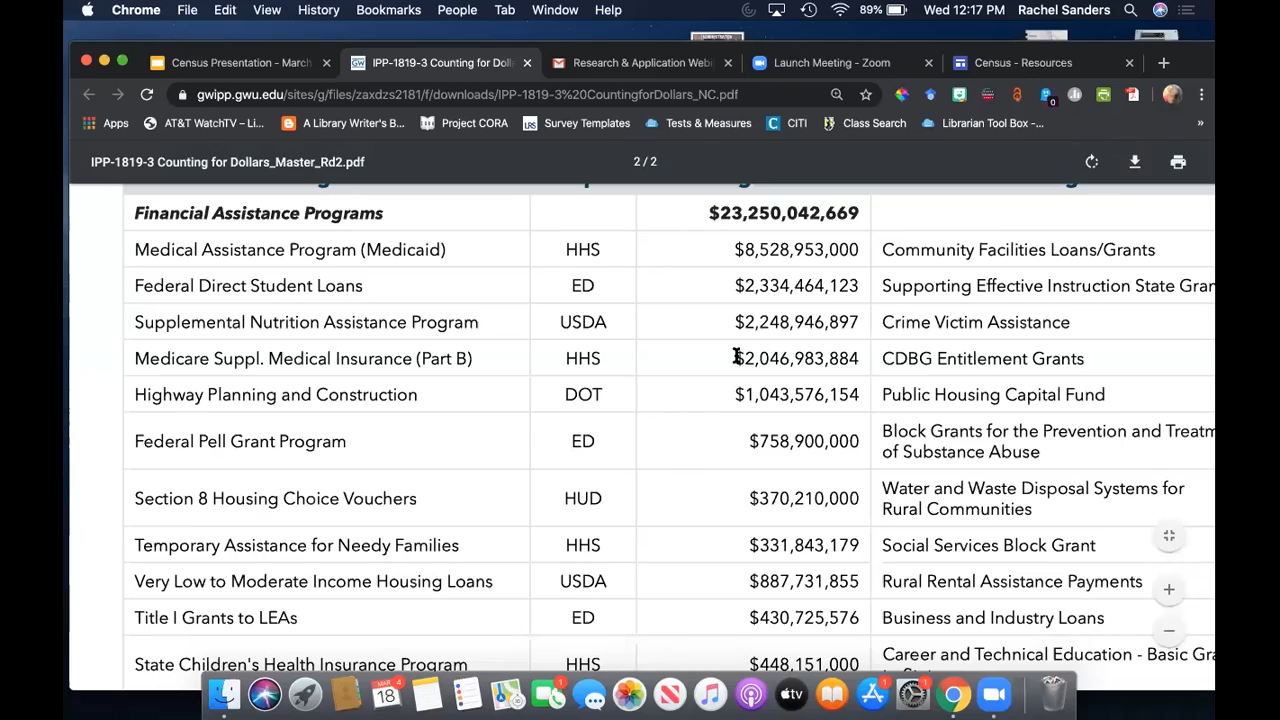 Chrome File Edit View History Bookmarks People Tab Window Help 89% Wed 12:17 PM Rachel Sanders
Census Presentation - March IPP-1819-3 Counting for Doll Research & Application Webi Launch Meeting - Zoom Census - Resources
gwipp.gwu.edu/sites/g/files/zaxdzs2181/f/downloads/IPP-1819-3%20CountingforDollars_NC.pdf
Apps AT&T WatchTV – Li... A Library Writer's B... Project CORA LRS Survey Templates Tests & Measures C CITI Class Search Librarian Tool Box –... »
IPP-1819-3 Counting for Dollars_Master_Rd2.pdf 2 / 2
Financial Assistance Programs $23,250,042,669
Medical Assistance Program (Medicaid) HHS $8,528,953,000 Community Facilities Loans/Grants
Federal Direct Student Loans ED $2,334,464,123 Supporting Effective Instruction State Gran
Supplemental Nutrition Assistance Program USDA $2,248,946,897 Crime Victim Assistance
Medicare Suppl. Medical Insurance (Part B) HHS $2,046,983,884 CDBG Entitlement Grants
Highway Planning and Construction DOT $1,043,576,154 Public Housing Capital Fund
Federal Pell Grant Program ED $758,900,000 Block Grants for the Prevention and Treatm
of Substance Abuse
Section 8 Housing Choice Vouchers HUD $370,210,000 Water and Waste Disposal Systems for
Rural Communities
Temporary Assistance for Needy Families HHS $331,843,179 Social Services Block Grant
Very Low to Moderate Income Housing Loans USDA $887,731,855 Rural Rental Assistance Payments
Title I Grants to LEAs ED $430,725,576 Business and Industry Loans
State Children's Health Insurance Program HHS $448,151,000 Career and Technical Education - Basic Gra
MAR 18 4 1 tv 1 1